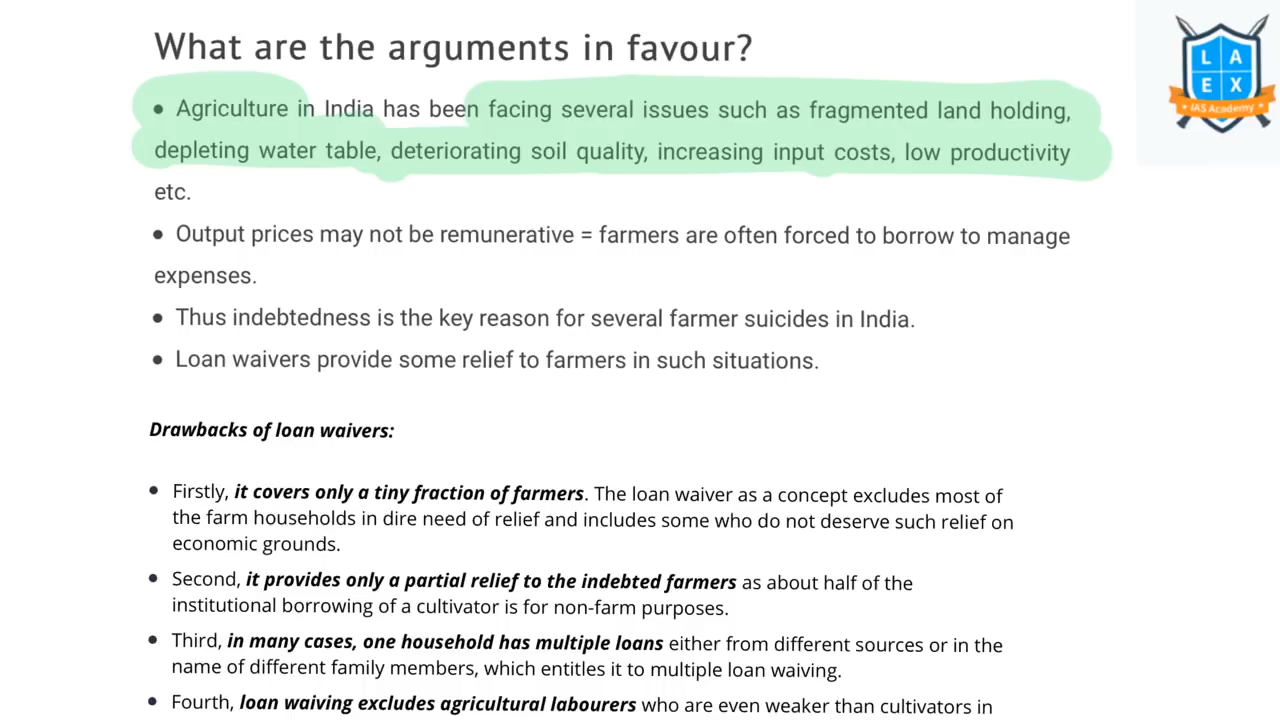 What are the arguments in favour?
• Agriculture in India has been facing several issues such as fragmented land holding,
depleting water table, deteriorating soil quality, increasing input costs, low productivity
etc.
• Output prices may not be remunerative = farmers are often forced to borrow to manage
expenses.
• Thus indebtedness is the key reason for several farmer suicides in India.
• Loan waivers provide some relief to farmers in such situations.
Drawbacks of loan waivers:
• Firstly, it covers only a tiny fraction of farmers. The loan waiver as a concept excludes most of
the farm households in dire need of relief and includes some who do not deserve such relief on
economic grounds.
• Second, it provides only a partial relief to the indebted farmers as about half of the
institutional borrowing of a cultivator is for non-farm purposes.
• Third, in many cases, one household has multiple loans either from different sources or in the
name of different family members, which entitles it to multiple loan waiving.
• Fourth, loan waiving excludes agricultural labourers who are even weaker than cultivators in
L A
E X
IAS Academy